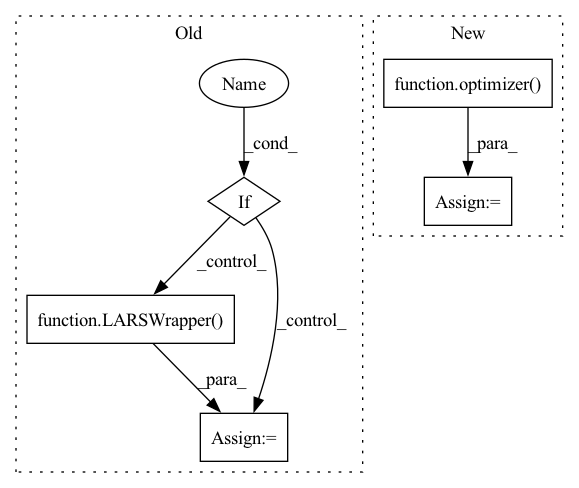 Old
New
Name
function.optimizer()
_cond_
_para_
If
Assign:=
_control_
function.LARSWrapper()
_control_
_para_
Assign:=